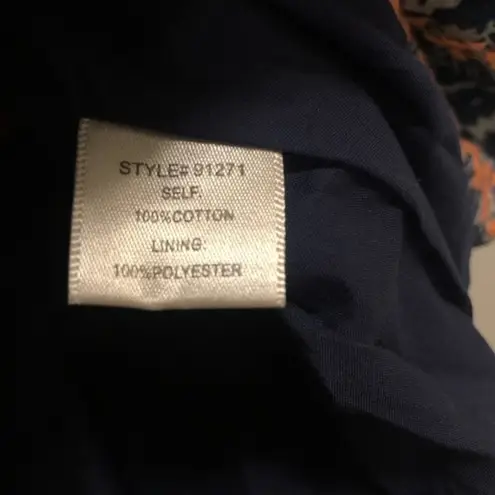 STYLE# 91271
SELF:
100%COTTON
LINING:
100%POLYESTER